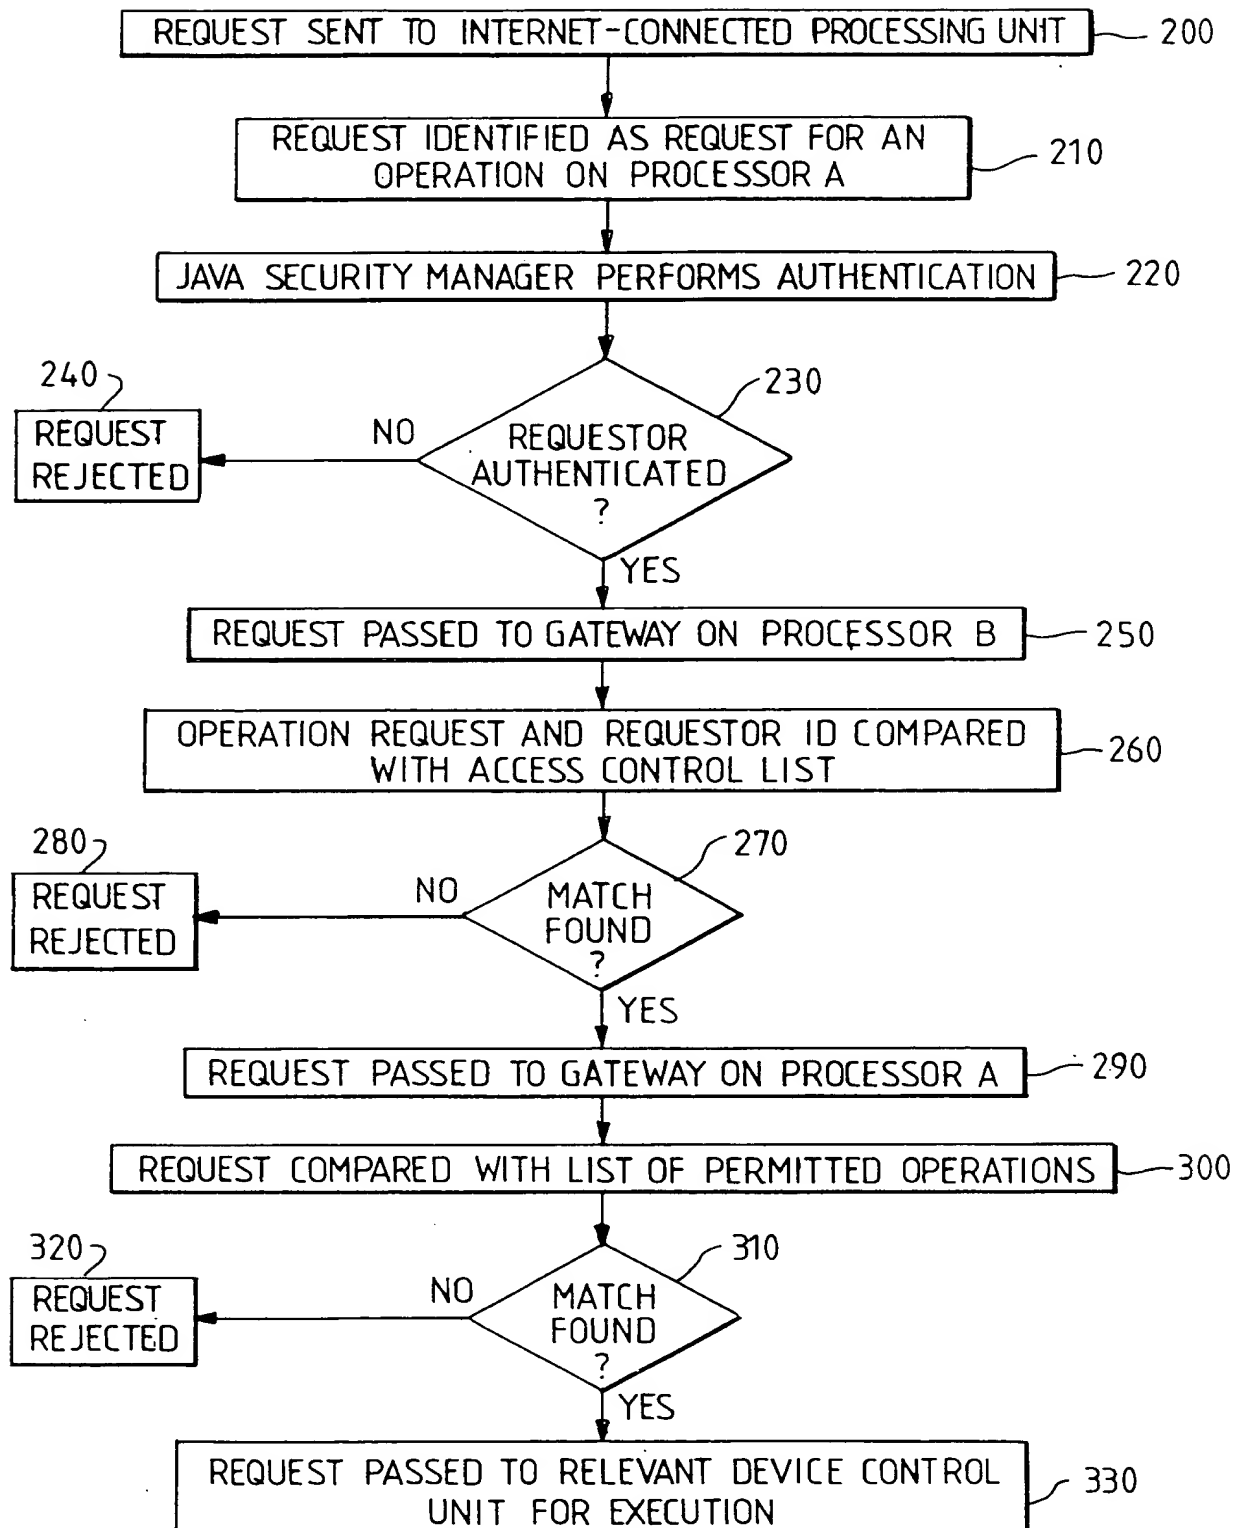 REQUEST SENT TO INTERNET-CONNECTED PROCESSING UNIT
200
REQUEST IDENTIFIED AS REQUEST FOR AN
OPERATION ON PROCESSOR A
210
JAVA SECURITY MANAGER PERFORMS AUTHENTICATION
220
230
240
REQUEST
REJECTED
NO
REQUESTOR
AUTHENTICATED
?
YES
REQUEST PASSED TO GATEWAY ON PROCESSOR B
250
OPERATION REQUEST AND REQUESTOR ID COMPARED
WITH ACCESS CONTROL LIST
260
270
280
REQUEST
REJECTED
NO
MATCH
FOUND
?
YES
REQUEST PASSED TO GATEWAY ON PROCESSOR A
290
REQUEST COMPARED WITH LIST OF PERMITTED OPERATIONS
300
310
320
REQUEST
REJECTED
NO
MATCH
FOUND
?
YES
REQUEST PASSED TO RELEVANT DEVICE CONTROL
UNIT FOR EXECUTION
330